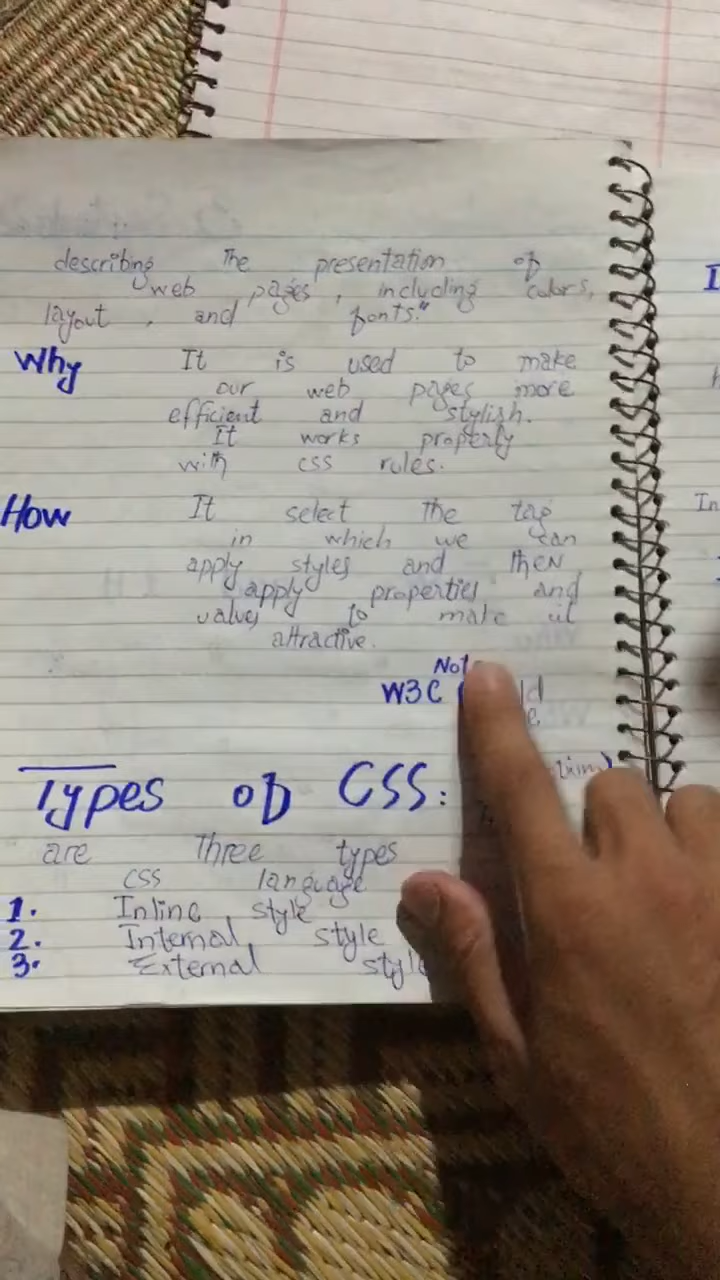 describing The presentation of
web pages, including colors,
layout, and fonts."
Why It is used to make
our web pages more
efficient and stylish.
It works properly
with css rules.
How It select the tag
in which we can
apply styles and then
apply properties and
values to make it
attractive.
W3C
Types of CSS:
are Three types
css language
1. Inline style
2. Internal style
3. External